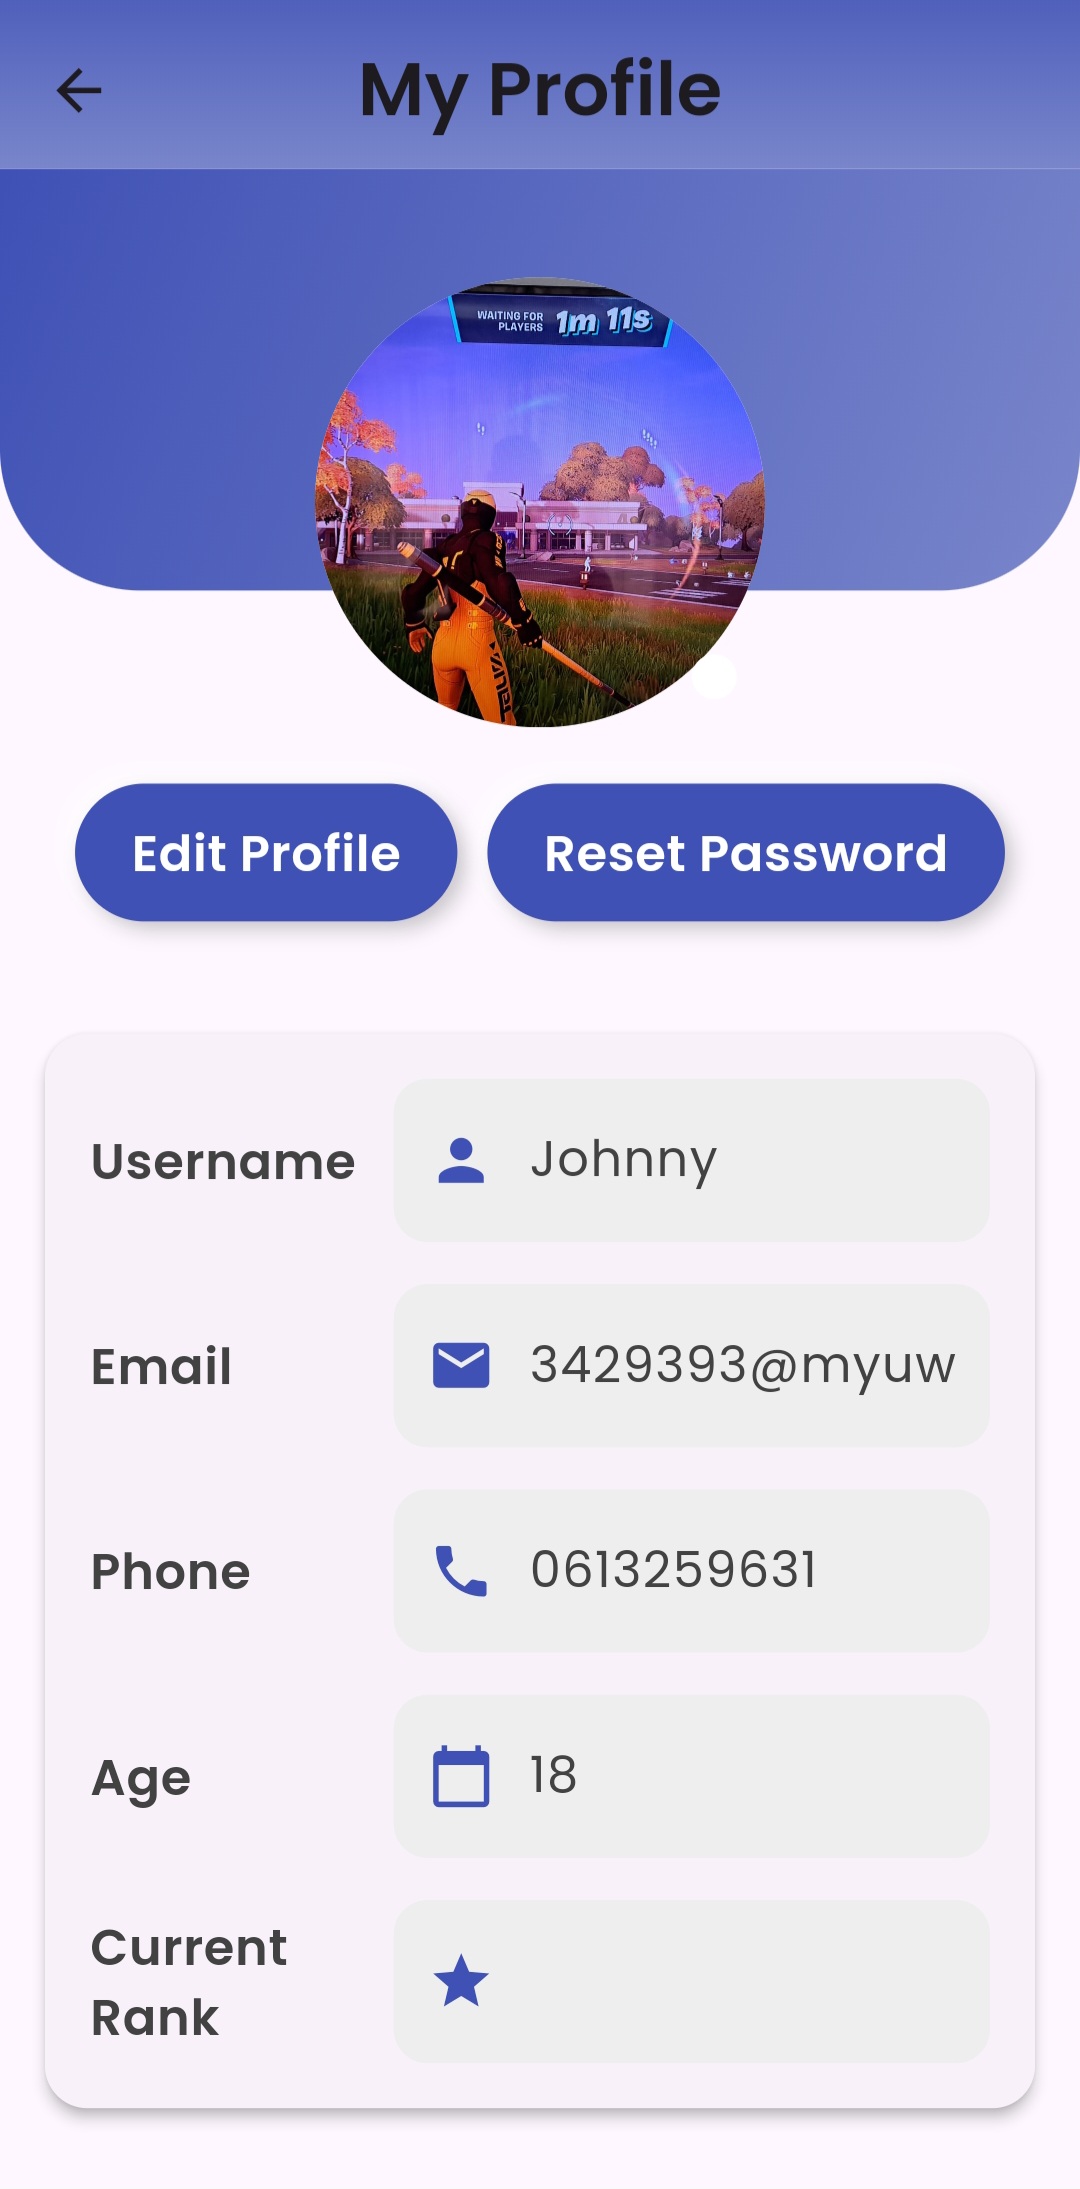 My Profile
WAITING FOR
PLAYERS
1m 11s
Edit Profile
Reset Password
Username
Johnny
Email
3429393@myuw
Phone
0613259631
Age
18
Current
Rank